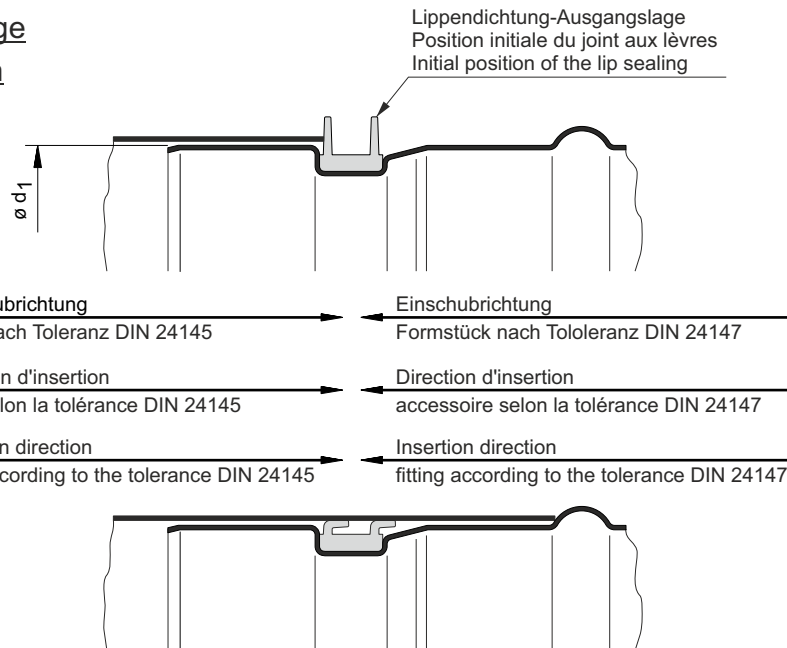 ge
n
Lippendichtung-Ausgangslage
Position initiale du joint aux lèvres
Initial position of the lip sealing
ø d1
ubrichtung
ach Toleranz DIN 24145
Einschubrichtung
Formstück nach Tololeranz DIN 24147
n d'insertion
elon la tolérance DIN 24145
Direction d'insertion
accessoire selon la tolérance DIN 24147
n direction
ccording to the tolerance DIN 24145
Insertion direction
fitting according to the tolerance DIN 24147